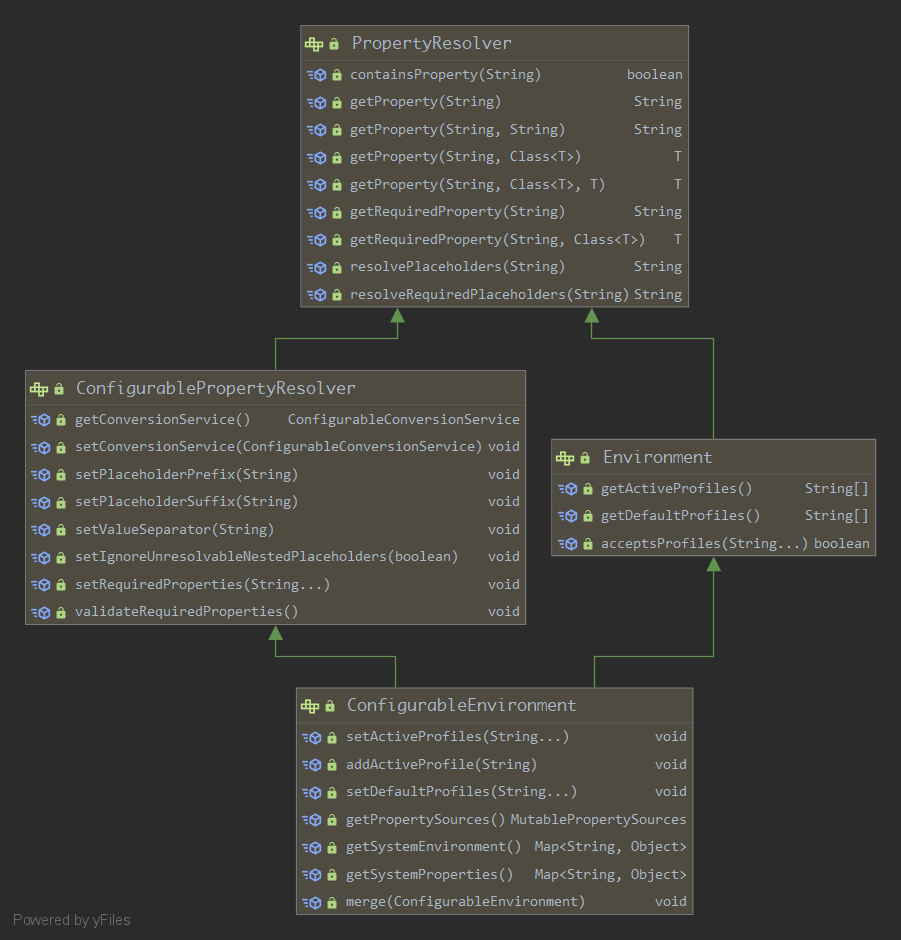 PropertyResolver
containsProperty(String) boolean
getProperty(String) String
getProperty(String, String) String
getProperty(String, Class<T>) T
getProperty(String, Class<T>, T) T
getRequiredProperty(String) String
getRequiredProperty(String, Class<T>) T
resolvePlaceholders(String) String
resolveRequiredPlaceholders(String) String
ConfigurablePropertyResolver
getConversionService() ConfigurableConversionService
setConversionService(ConfigurableConversionService) void
setPlaceholderPrefix(String) void
setPlaceholderSuffix(String) void
setValueSeparator(String) void
setIgnoreUnresolvableNestedPlaceholders(boolean) void
setRequiredProperties(String...) void
validateRequiredProperties() void
Environment
getActiveProfiles() String[]
getDefaultProfiles() String[]
acceptsProfiles(String...) boolean
ConfigurableEnvironment
setActiveProfiles(String...) void
addActiveProfile(String) void
setDefaultProfiles(String...) void
getPropertySources() MutablePropertySources
getSystemEnvironment() Map<String, Object>
getSystemProperties() Map<String, Object>
merge(ConfigurableEnvironment) void
Powered by yFiles